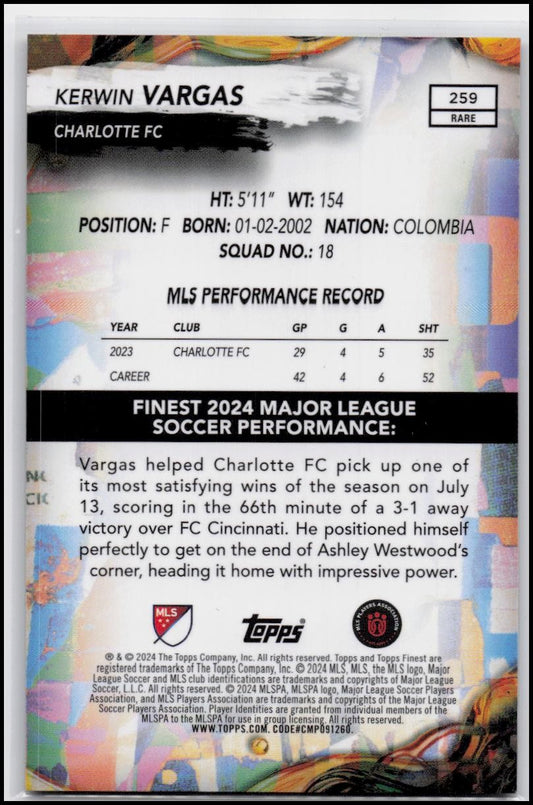 KERWIN VARGAS
CHARLOTTE FC
259
RARE
HT: 5'11" WT: 154
POSITION: F BORN: 01-02-2002 NATION: COLOMBIA
SQUAD NO.: 18
MLS PERFORMANCE RECORD
YEAR CLUB GP G A SHT
2023 CHARLOTTE FC 29 4 5 35
CAREER 42 4 6 52
FINEST 2024 MAJOR LEAGUE
SOCCER PERFORMANCE:
Vargas helped Charlotte FC pick up one of
its most satisfying wins of the season on July
13, scoring in the 66th minute of a 3-1 away
victory over FC Cincinnati. He positioned himself
perfectly to get on the end of Ashley Westwood's
corner, heading it home with impressive power.
MLS
Topps
MLS PLAYERS ASSOCIATION
® & © 2024 The Topps Company, Inc. All rights reserved. Topps and Topps Finest are
registered trademarks of The Topps Company, Inc. © 2024 MLS, MLS, the MLS logo, Major
League Soccer and MLS club identifications are trademarks and copyrights of Major League
Soccer, L.L.C. All rights reserved. © 2024 MLSPA, MLSPA logo, Major League Soccer Players
Association, and MLS Players Association are trademarks and copyrights of the Major League
Soccer Players Association. Player Identities are granted from individual members of the
MLSPA to the MLSPA for use in group licensing. All rights reserved.
WWW.TOPPS.COM. CODE#CMP091260.